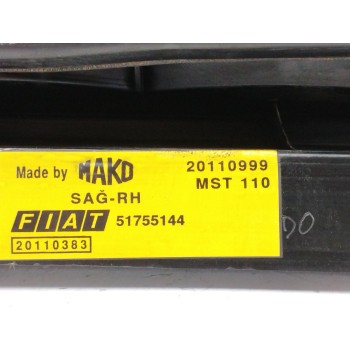 Made by MAKO 20110999
MST 110
SAĞ-RH
FIAT 51755144
20110383